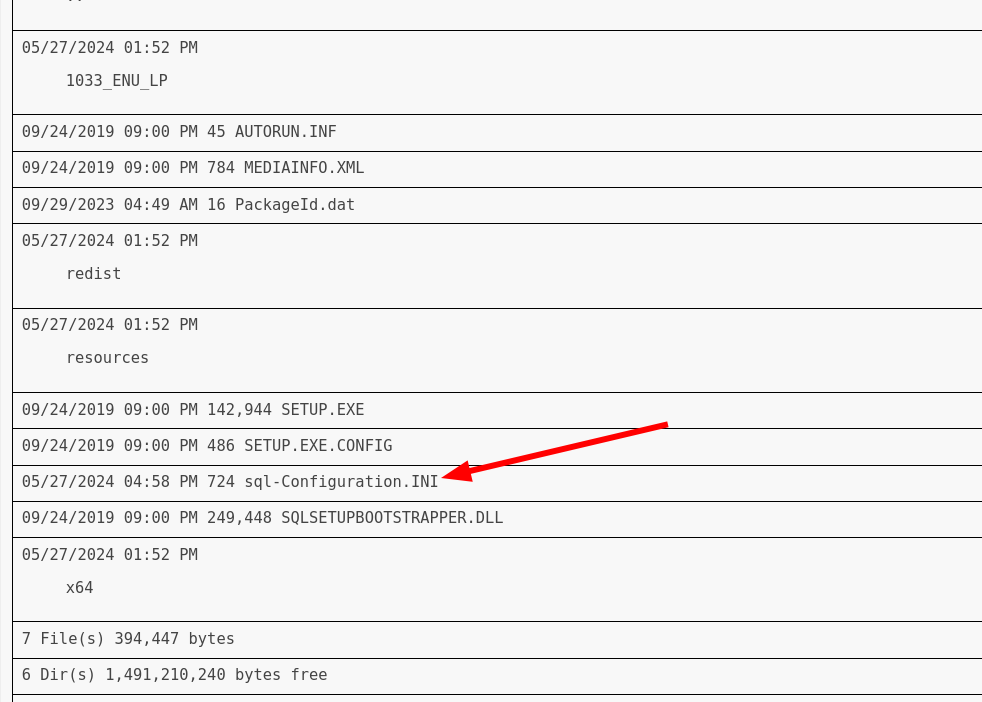 05/27/2024 01:52 PM
1033_ENU_LP
09/24/2019 09:00 PM 45 AUTORUN.INF
09/24/2019 09:00 PM 784 MEDIAINFO.XML
09/29/2023 04:49 AM 16 PackageId.dat
05/27/2024 01:52 PM
redist
05/27/2024 01:52 PM
resources
09/24/2019 09:00 PM 142,944 SETUP.EXE
09/24/2019 09:00 PM 486 SETUP.EXE.CONFIG
05/27/2024 04:58 PM 724 sql-Configuration.INI
09/24/2019 09:00 PM 249,448 SQLSETUPBOOTSTRAPPER.DLL
05/27/2024 01:52 PM
x64
7 File(s) 394,447 bytes
6 Dir(s) 1,491,210,240 bytes free